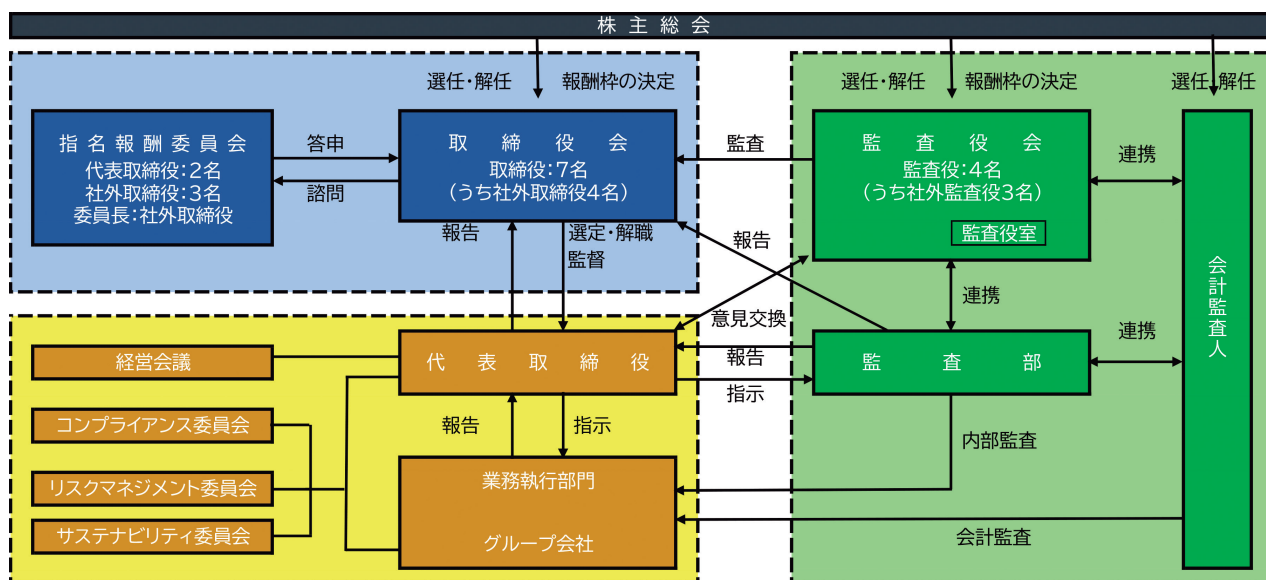 株主総会
選任・解任
報酬枠の決定
選任・解任
報酬枠の決定
選任・解任
指名報酬委員会
代表取締役:2名
社外取締役:3名
委員長:社外取締役
答申
諮問
取締役会
取締役:7名
(うち社外取締役4名)
監査
監査役会
監査役:4名
(うち社外監査役3名)
監査役室
連携
会計監査人
報告
選定・解職
監督
報告
連携
意見交換
経営会議
代表取締役
報告
指示
監査部
連携
コンプライアンス委員会
リスクマネジメント委員会
サステナビリティ委員会
報告
指示
業務執行部門
グループ会社
内部監査
会計監査